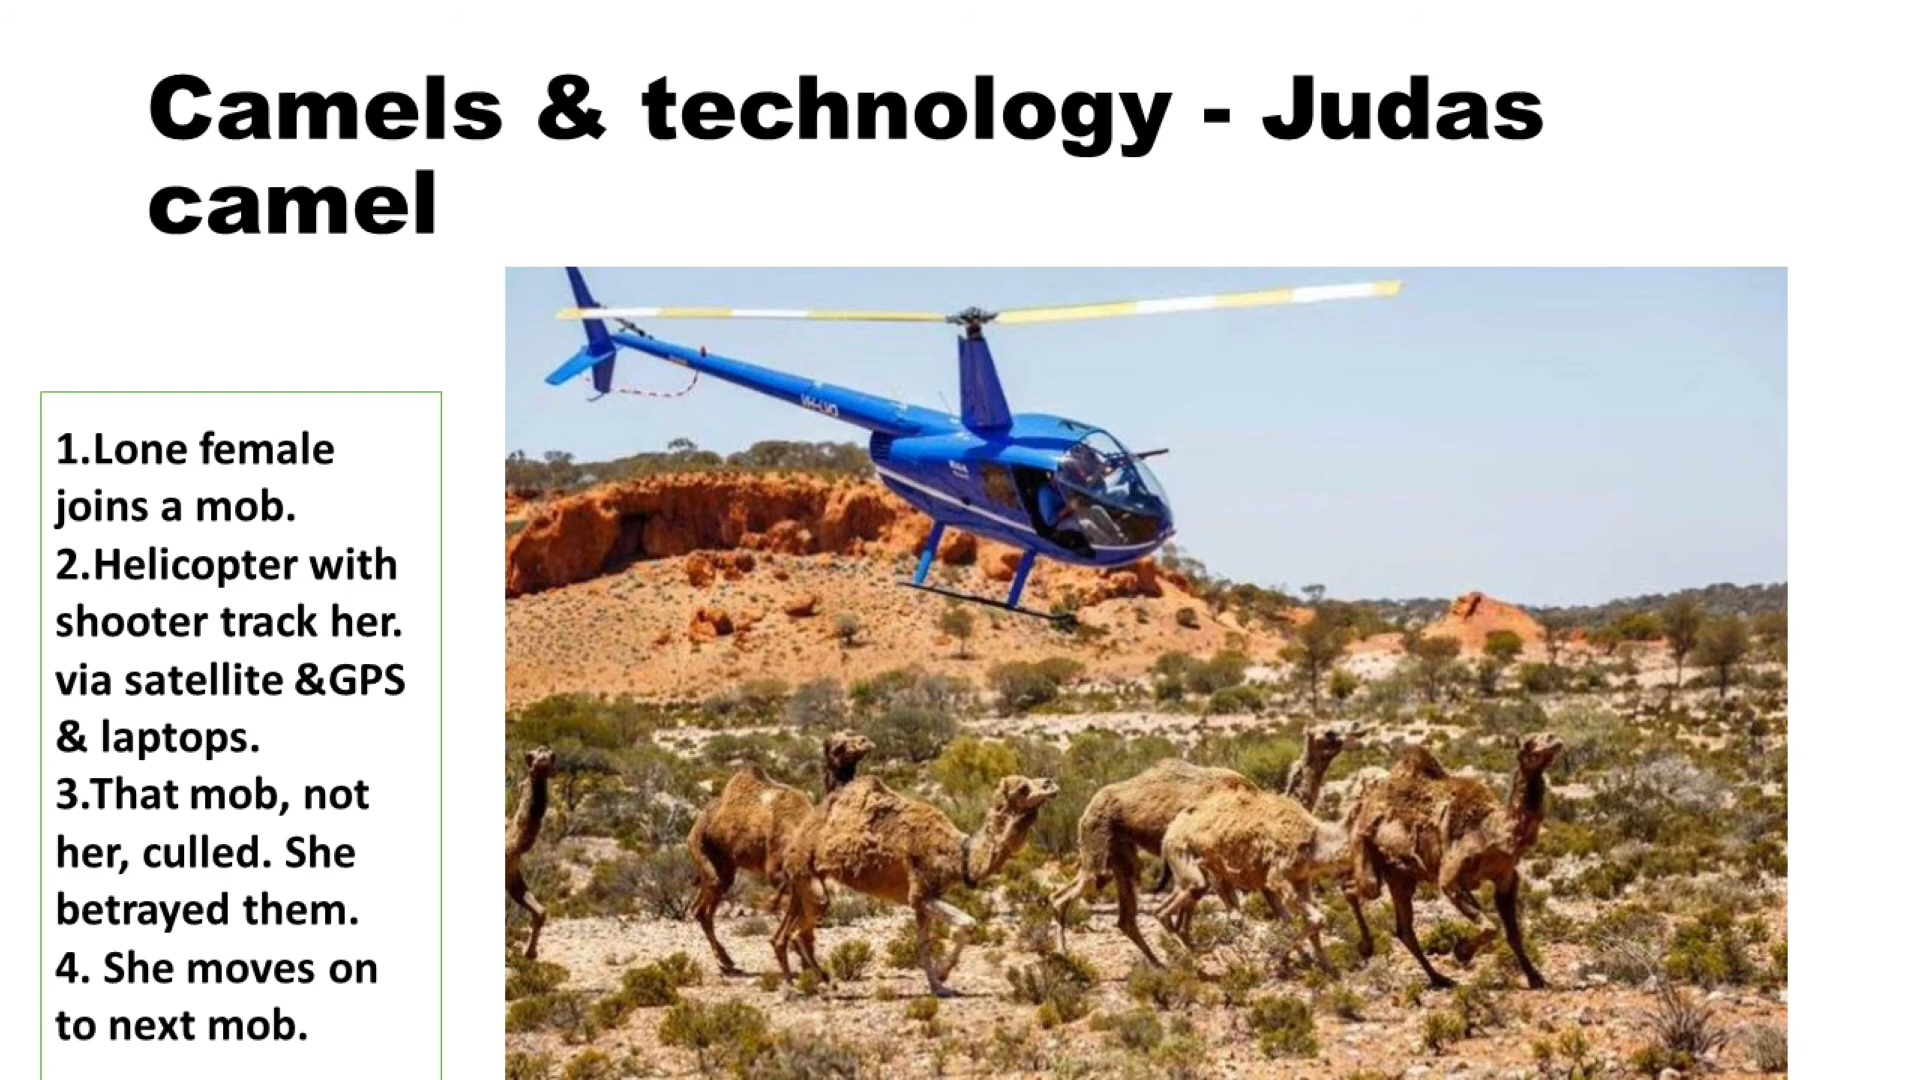 Camels & technology - Judas
camel
1.Lone female
joins a mob.
2.Helicopter with
shooter track her.
via satellite &GPS
& laptops.
3.That mob, not
her, culled. She
betrayed them.
4. She moves on
to next mob.